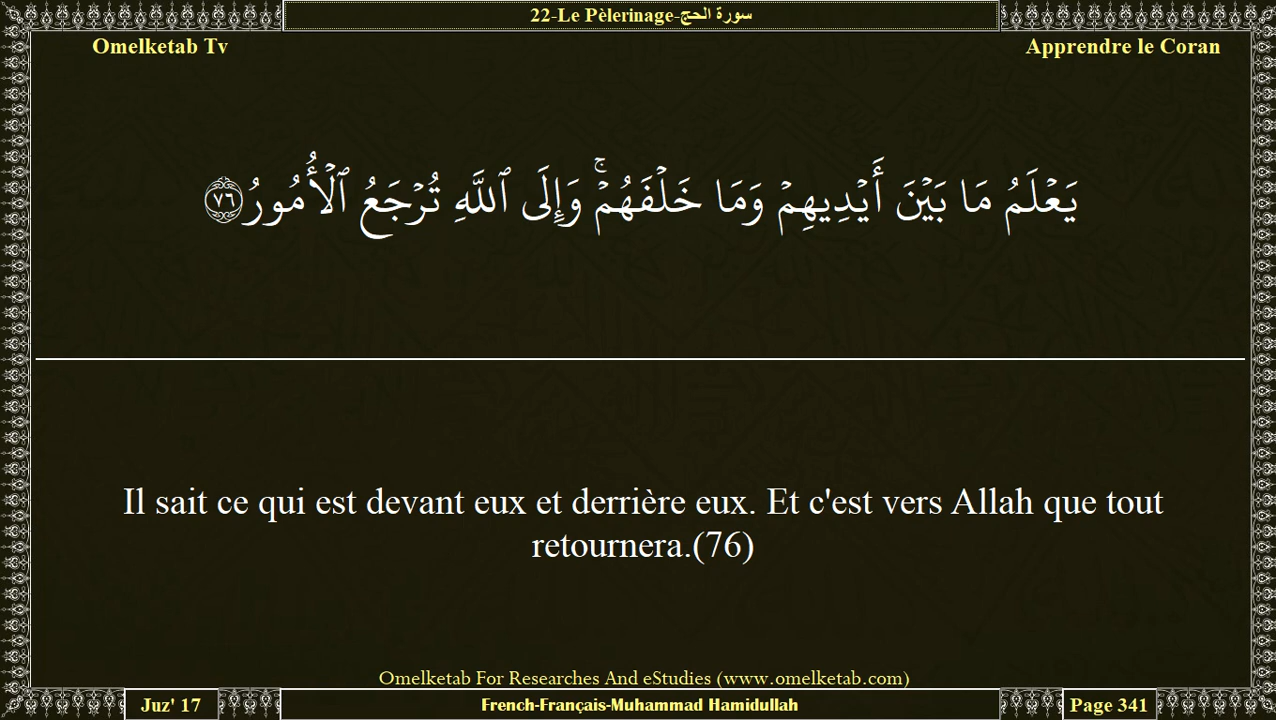 22-Le Pèlerinage-سورة الحج
Omelketab Tv
Apprendre le Coran
يَعۡلَمُ مَا بَيۡنَ أَيۡدِيهِمۡ وَمَا خَلۡفَهُمۡۚ وَإِلَى ٱللَّهِ تُرۡجَعُ ٱلۡأُمُورُ ٧٦
Il sait ce qui est devant eux et derrière eux. Et c'est vers Allah que tout
retournera.(76)
Omelketab For Researches And eStudies (www.omelketab.com)
Juz' 17
French-Français-Muhammad Hamidullah
Page 341